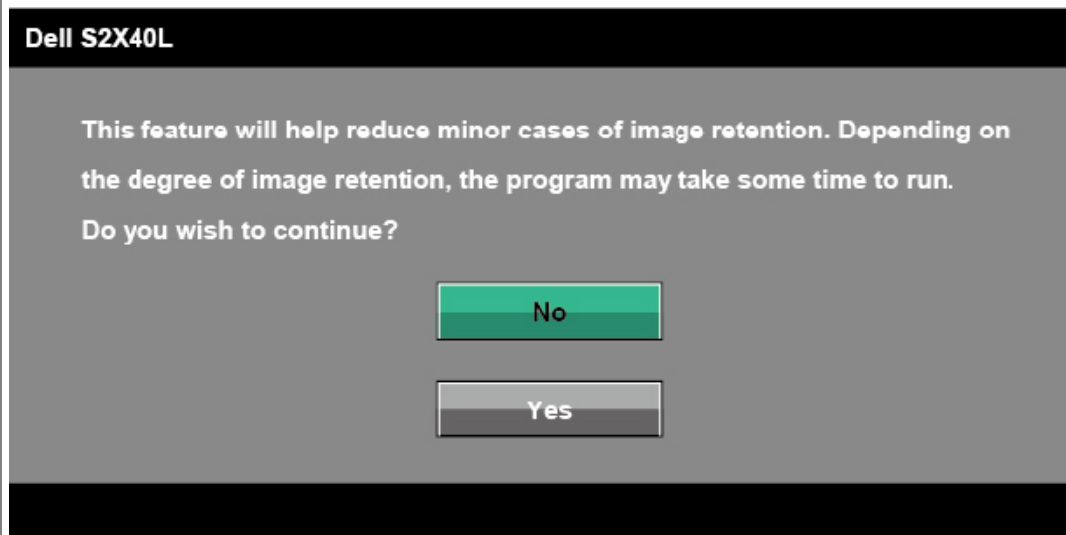 Dell S2X40L
This feature will help reduce minor cases of image retention. Depending on
the degree of image retention, the program may take some time to run.
Do you wish to continue?
No
Yes